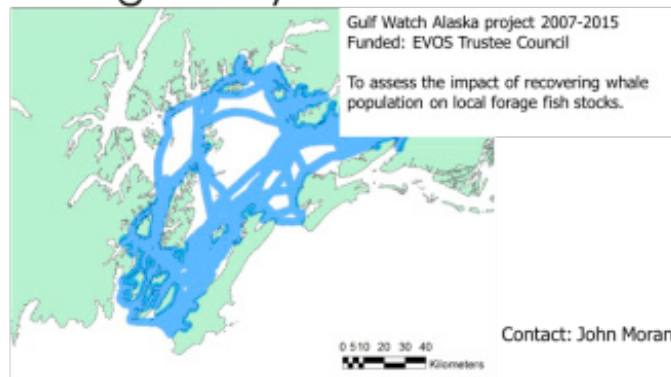 Gulf Watch Alaska project 2007-2015
Funded: EVOS Trustee Council
To assess the impact of recovering whale
population on local forage fish stocks.
Contact: John Moran
0 5 10 20 30 40
Kilometers